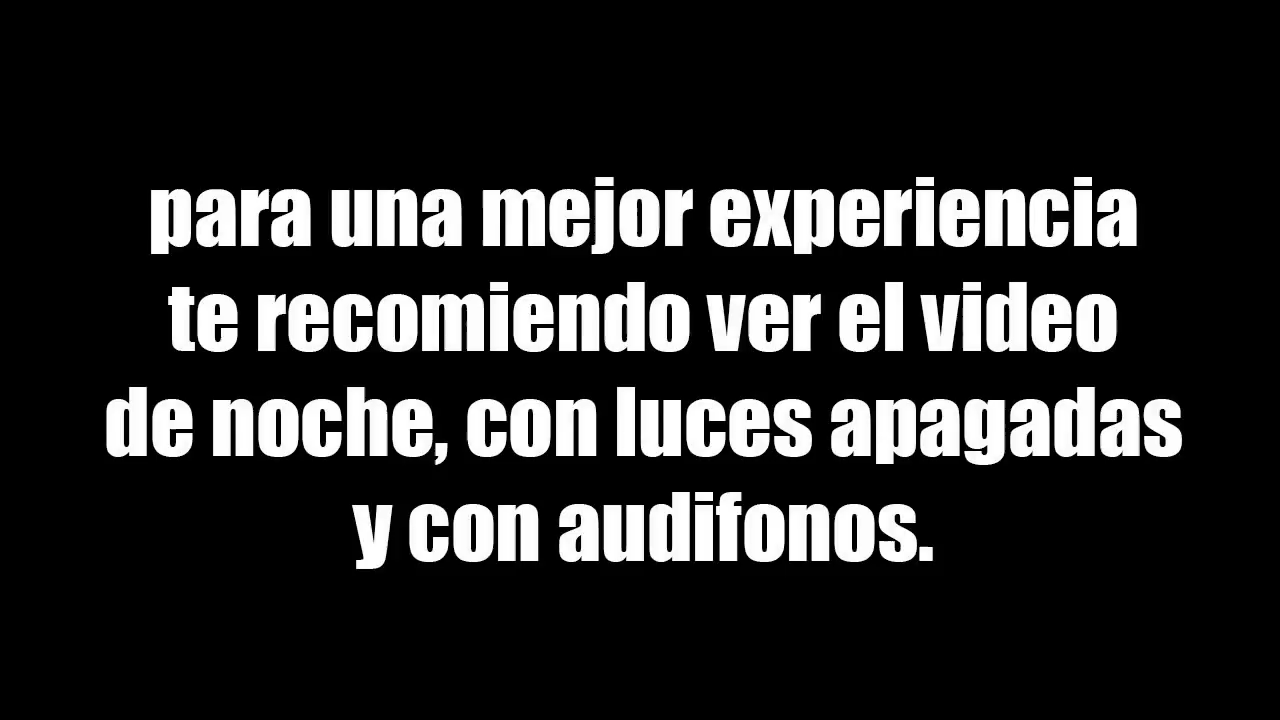 para una mejor experiencia
te recomiendo ver el video
de noche, con luces apagadas
y con audifonos.